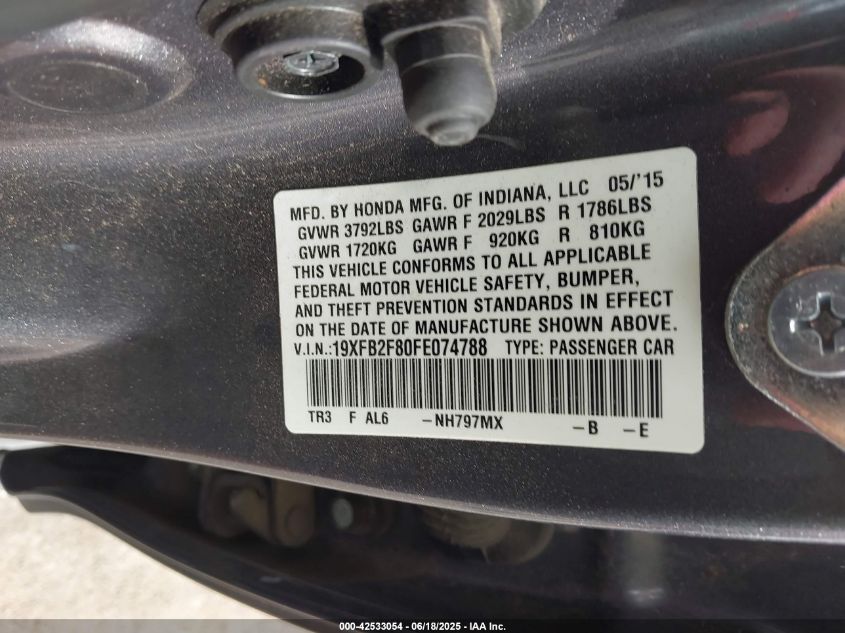 MFD. BY HONDA MFG. OF INDIANA, LLC 05/'15
GVWR 3792LBS GAWR F 2029LBS R 1786LBS
GVWR 1720KG GAWR F 920KG R 810KG
THIS VEHICLE CONFORMS TO ALL APPLICABLE
FEDERAL MOTOR VEHICLE SAFETY, BUMPER,
AND THEFT PREVENTION STANDARDS IN EFFECT
ON THE DATE OF MANUFACTURE SHOWN ABOVE.
V.I.N.:19XFB2F80FE074788 TYPE: PASSENGER CAR
TR3 F AL6 -NH797MX -B -E
000-42533054 / 06/18/2025 - IAA Inc.